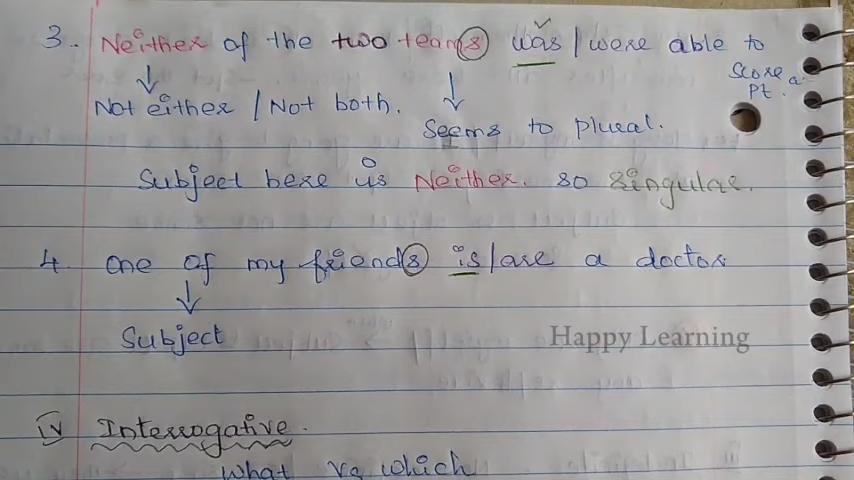 3. Neither of the two teams was/were able to
score a
pt.
Not either / Not both.
Seems to plural.
Subject here is Neither. so singular.
4. One of my friends is/are a doctor
Subject
Happy Learning
iv Interrogative.
What Vs which